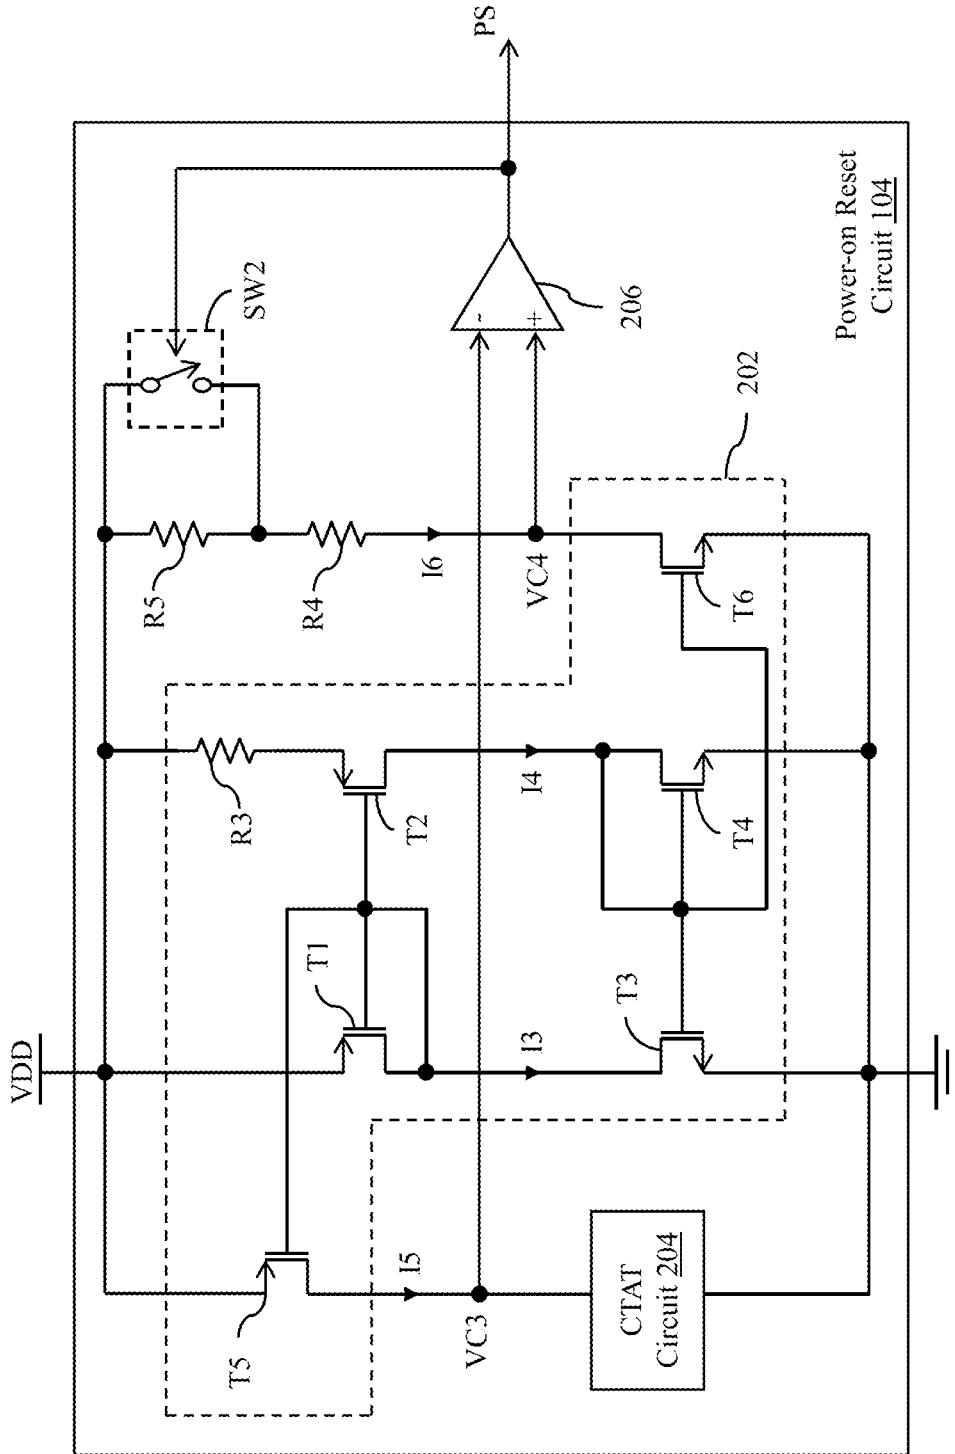 VDD
PS
SW2
R5
R4
R3
I6
VC4
-
+
206
202
T1
T2
T5
I3
I4
I5
VC3
T3
T4
T6
CTAT
Circuit 204
Power-on Reset
Circuit 104